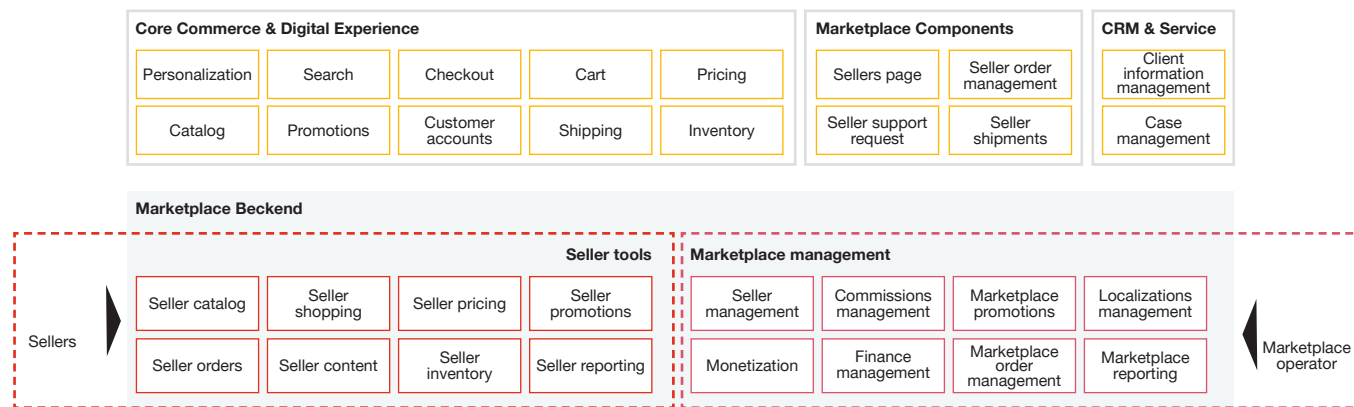 Core Commerce & Digital Experience
Personalization
Search
Checkout
Cart
Pricing
Catalog
Promotions
Customer
accounts
Shipping
Inventory
Marketplace Components
Sellers page
Seller order
management
Seller support
request
Seller
shipments
CRM & Service
Client
information
management
Case
management
Marketplace Beckend
Sellers
Seller tools
Seller catalog
Seller
shopping
Seller pricing
Seller
promotions
Seller orders
Seller content
Seller
inventory
Seller reporting
Marketplace management
Seller
management
Commissions
management
Marketplace
promotions
Localizations
management
Monetization
Finance
management
Marketplace
order
management
Marketplace
reporting
Marketplace
operator